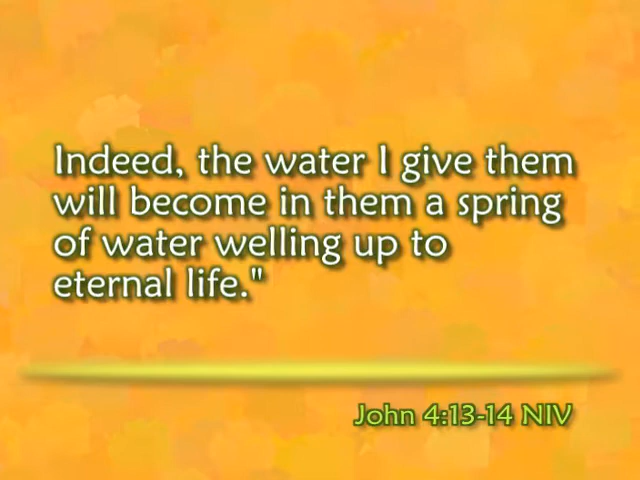 Indeed, the water I give them
will become in them a spring
of water welling up to
eternal life."
John 4:13-14 NIV